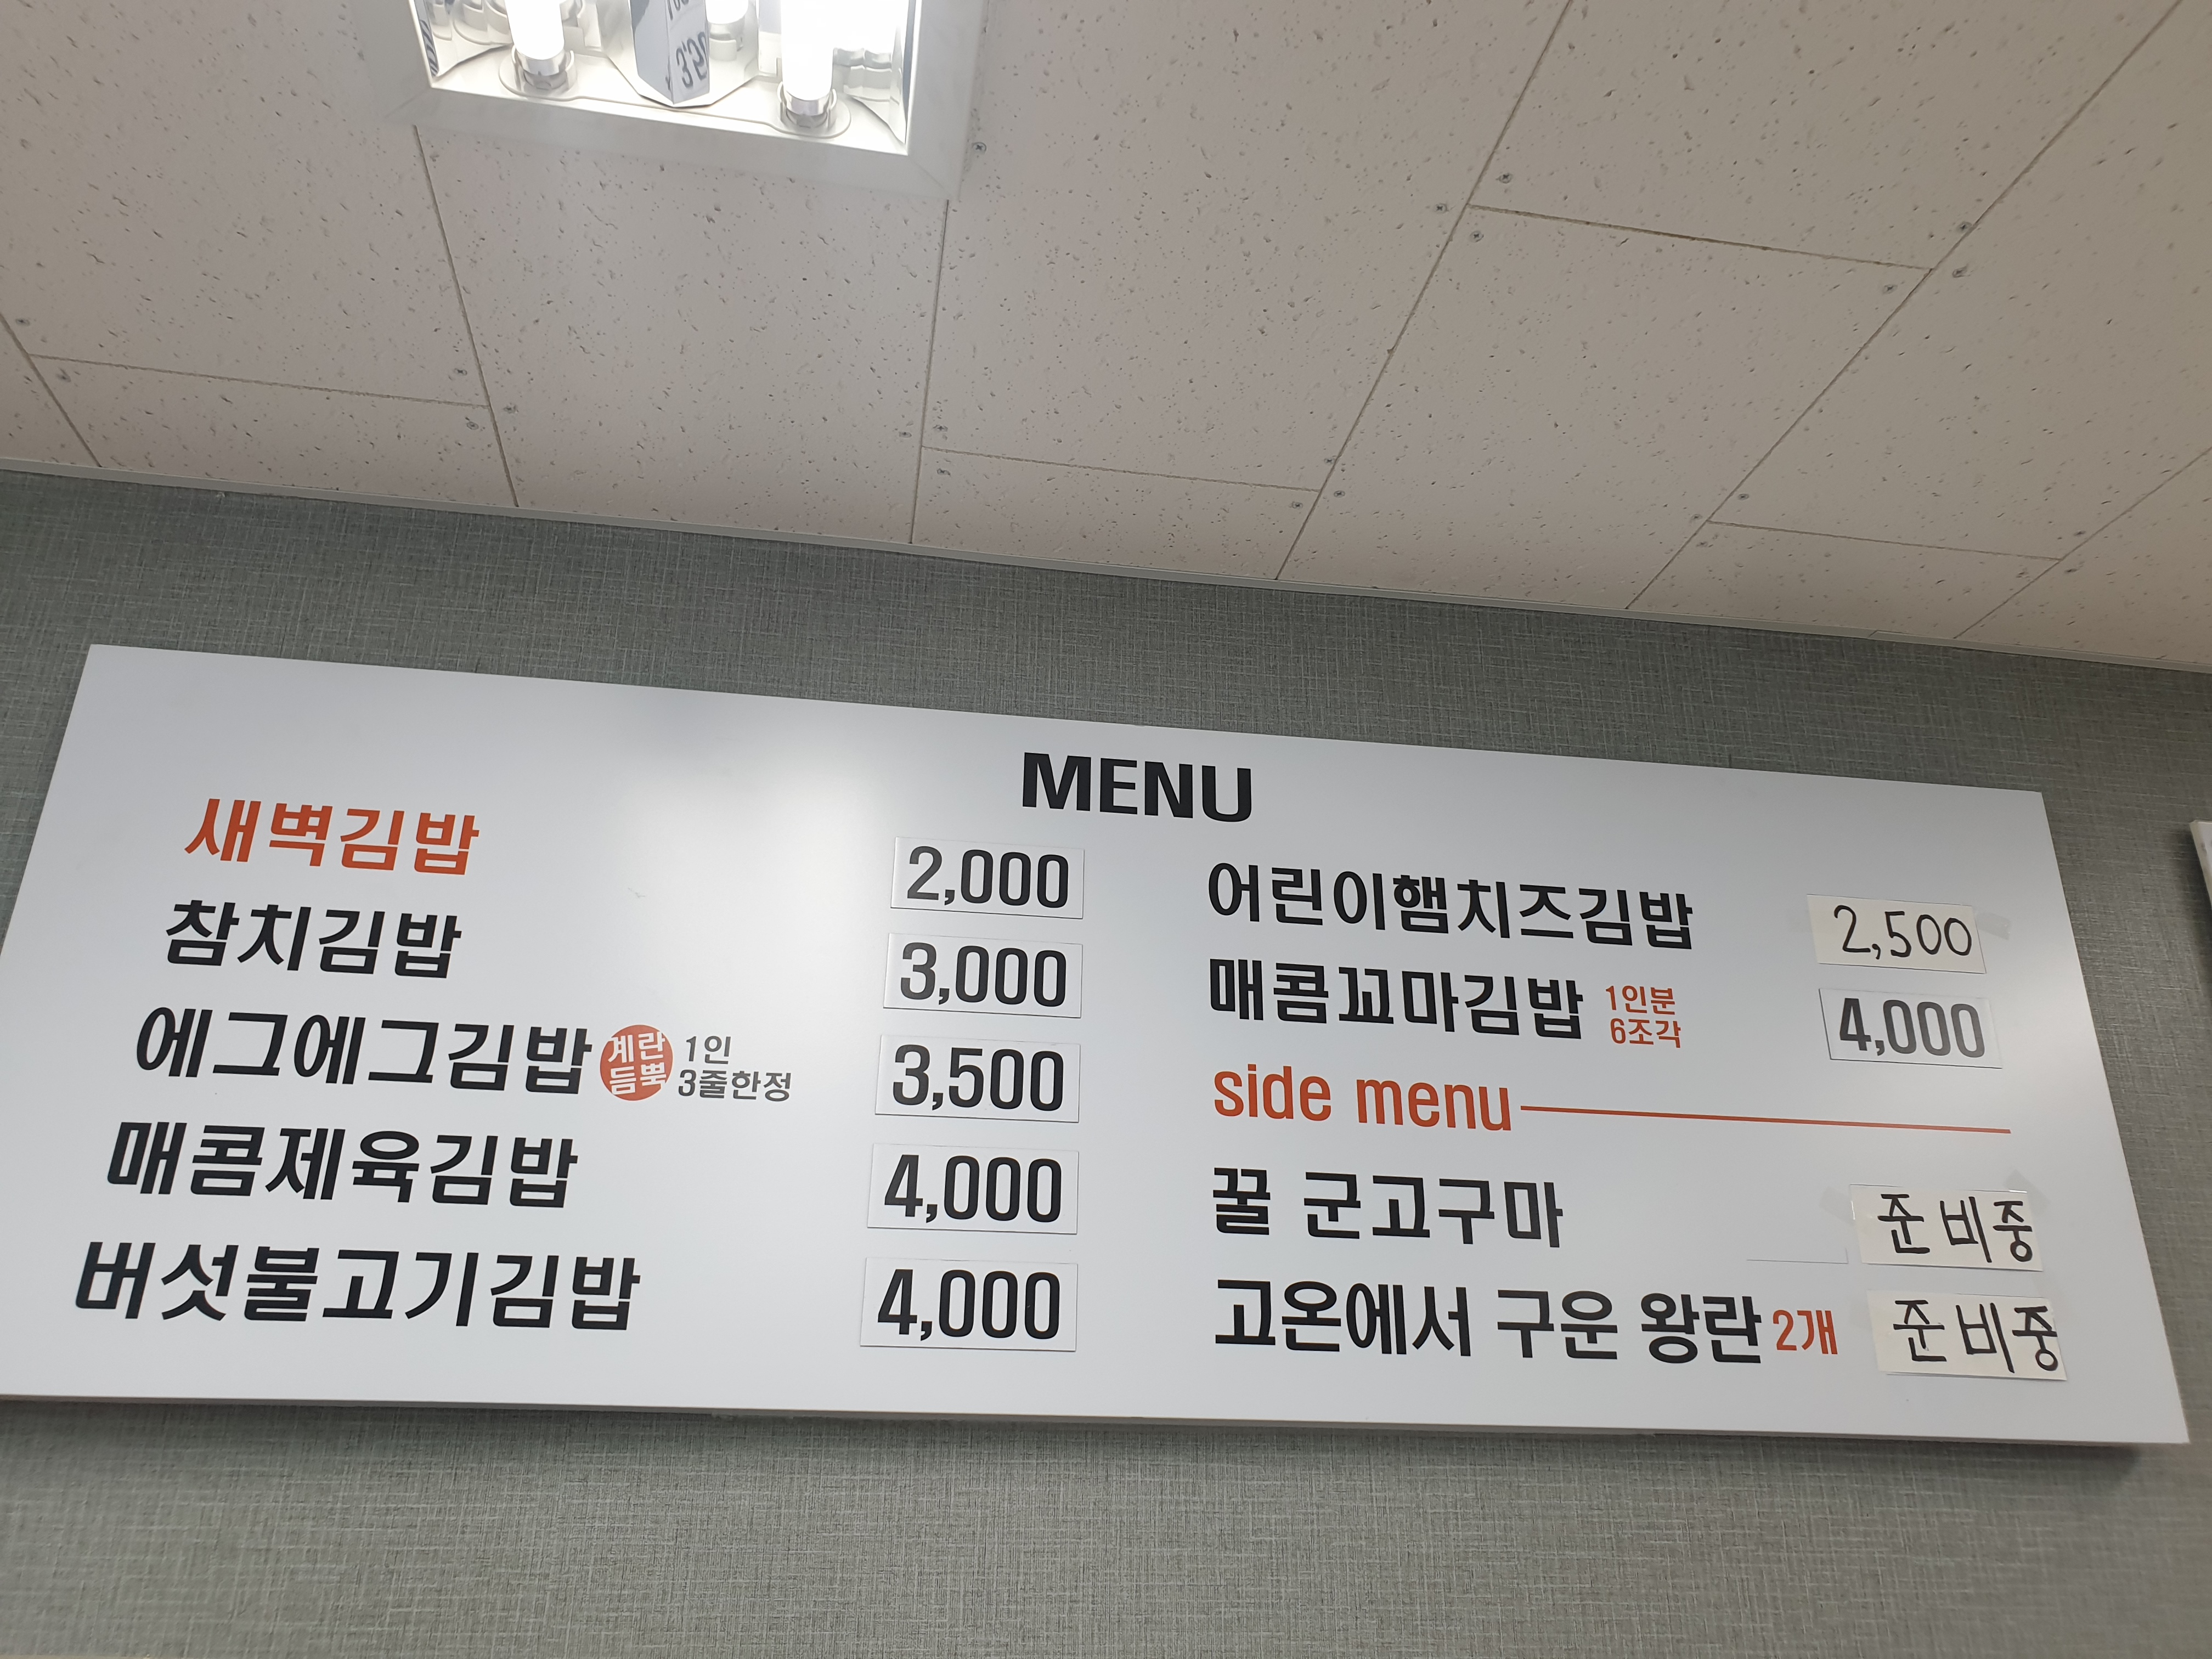 MENU
새벽김밥 2,000
참치김밥 3,000
에그에그김밥 계란듬뿍 1인 3줄한정 3,500
매콤제육김밥 4,000
버섯불고기김밥 4,000
어린이햄치즈김밥 2,500
매콤꼬마김밥 1인분 6조각 4,000
side menu
꿀 군고구마 준비중
고온에서 구운 왕란 2개 준비중